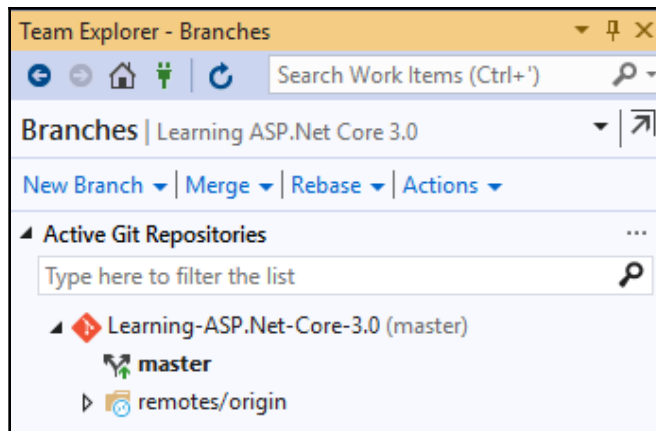 Team Explorer - Branches
Search Work Items (Ctrl+')
Branches | Learning ASP.Net Core 3.0
New Branch | Merge | Rebase | Actions
Active Git Repositories
Type here to filter the list
Learning-ASP.Net-Core-3.0 (master)
master
remotes/origin